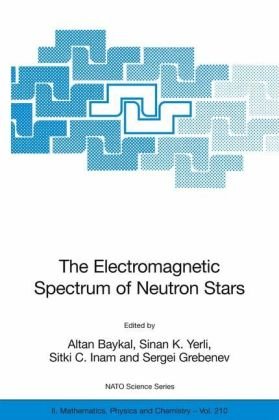 The Electromagnetic
Spectrum of Neutron Stars
Edited by
Altan Baykal, Sinan K. Yerli,
Sitki C. Inam and Sergei Grebenev
NATO Science Series
II. Mathematics, Physics and Chemistry – Vol. 210